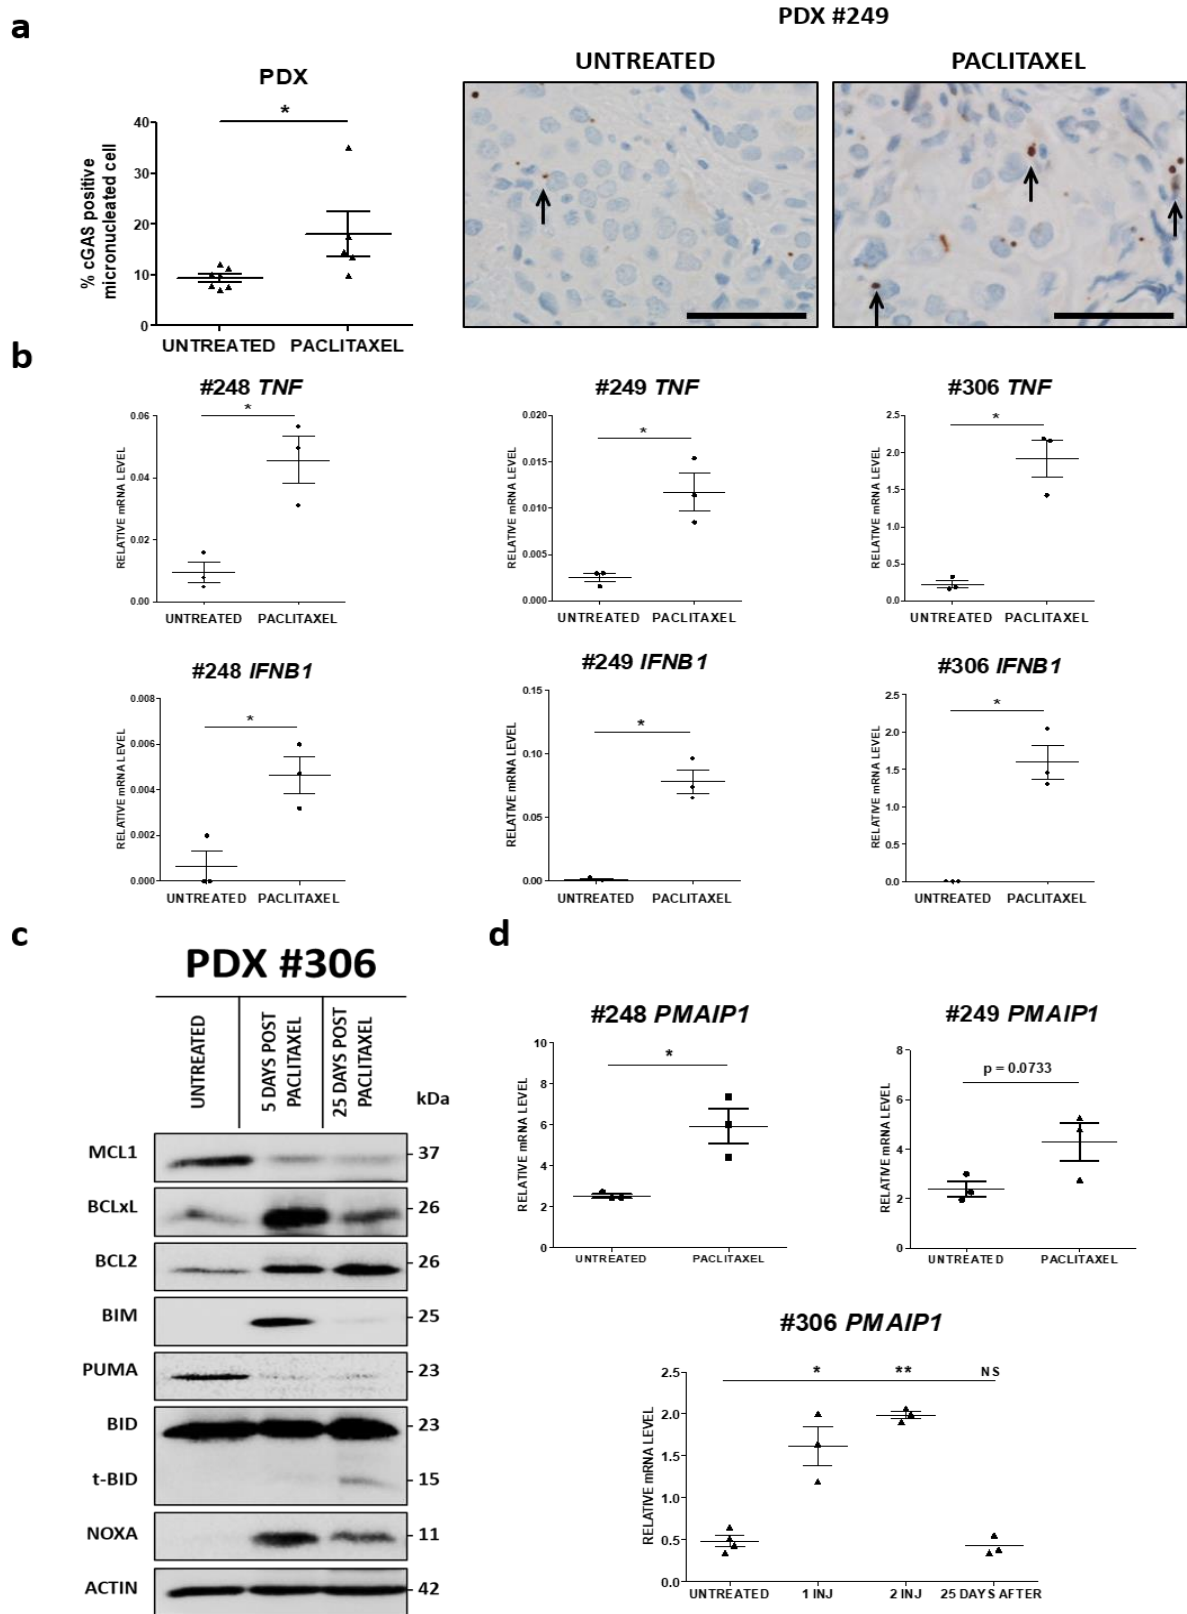 a
PDX #249
PDX
UNTREATED
PACLITAXEL
*
% cGAS positive
micronucleated cell
40
30
20
10
0
UNTREATED PACLITAXEL
b
#248 TNF
*
RELATIVE mRNA LEVEL
0.06
0.04
0.02
0.00
UNTREATED PACLITAXEL
#249 TNF
*
RELATIVE mRNA LEVEL
0.020
0.015
0.010
0.005
0.000
UNTREATED PACLITAXEL
#306 TNF
*
RELATIVE mRNA LEVEL
2.5
2.0
1.5
1.0
0.5
0.0
UNTREATED PACLITAXEL
#248 IFNB1
*
RELATIVE mRNA LEVEL
0.008
0.006
0.004
0.002
0.000
UNTREATED PACLITAXEL
#249 IFNB1
*
RELATIVE mRNA LEVEL
0.15
0.10
0.05
0.00
UNTREATED PACLITAXEL
#306 IFNB1
*
RELATIVE mRNA LEVEL
2.5
2.0
1.5
1.0
0.5
0.0
UNTREATED PACLITAXEL
c
PDX #306
UNTREATED
5 DAYS POST
PACLITAXEL
25 DAYS POST
PACLITAXEL
kDa
MCL1 37
BCLxL 26
BCL2 26
BIM 25
PUMA 23
BID 23
t-BID 15
NOXA 11
ACTIN 42
d
#248 PMAIP1
*
RELATIVE mRNA LEVEL
10
8
6
4
2
0
UNTREATED PACLITAXEL
#249 PMAIP1
p = 0.0733
RELATIVE mRNA LEVEL
8
6
4
2
0
UNTREATED PACLITAXEL
#306 PMAIP1
* ** NS
RELATIVE mRNA LEVEL
2.5
2.0
1.5
1.0
0.5
0.0
UNTREATED 1 INJ 2 INJ 25 DAYS AFTER